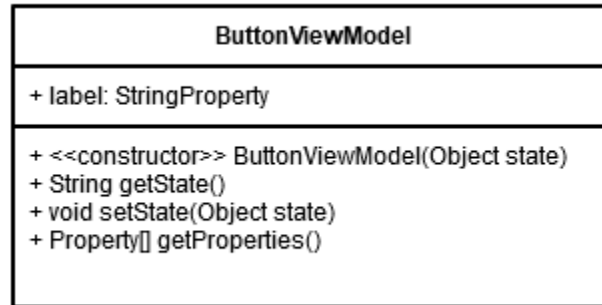 ButtonViewModel
+ label: StringProperty
+ <<constructor>> ButtonViewModel(Object state)
+ String getState()
+ void setState(Object state)
+ Property[] getProperties()